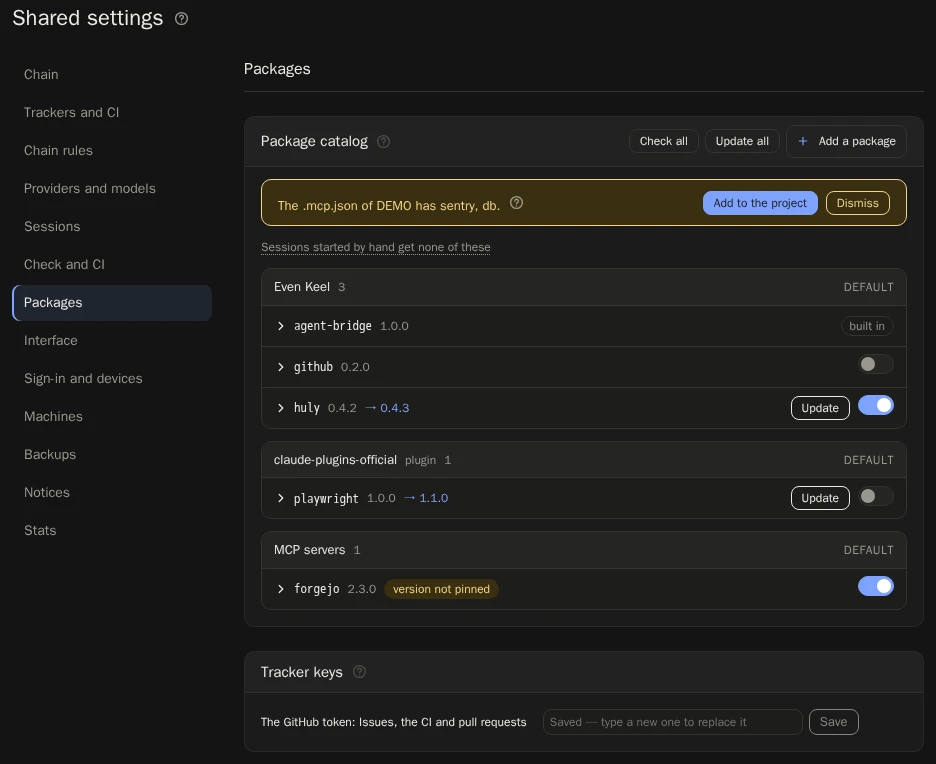 Shared settings ?
Chain
Trackers and CI
Chain rules
Providers and models
Sessions
Check and CI
Packages
Interface
Sign-in and devices
Machines
Backups
Notices
Stats
Packages
Package catalog ? Check all Update all + Add a package
The .mcp.json of DEMO has sentry, db. ? Add to the project Dismiss
Sessions started by hand get none of these
Even Keel 3 DEFAULT
agent-bridge 1.0.0 built in
github 0.2.0
huly 0.4.2 → 0.4.3 Update
claude-plugins-official plugin 1 DEFAULT
playwright 1.0.0 → 1.1.0 Update
MCP servers 1 DEFAULT
forgejo 2.3.0 version not pinned
Tracker keys ?
The GitHub token: Issues, the CI and pull requests Saved — type a new one to replace it Save